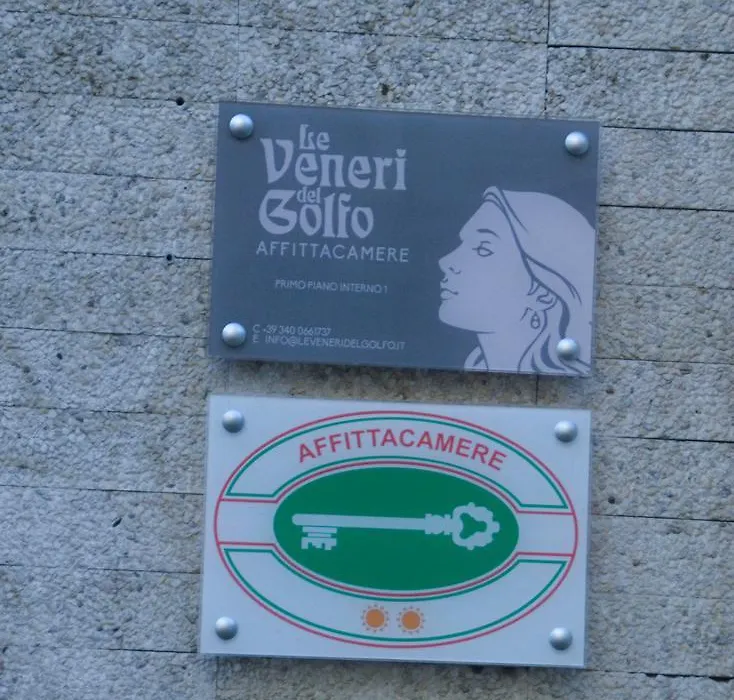 Le
Veneri
del
Golfo
AFFITTACAMERE
PRIMO PIANO INTERNO 1
C +39 340 0661737
E INFO@LEVENERIDELGOLFO.IT
AFFITTACAMERE